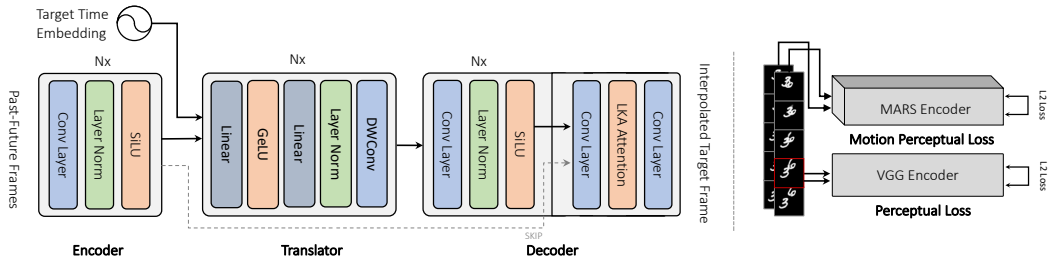 Target Time
Embedding
Nx
Nx
Nx
Past-Future Frames
Conv Layer
Layer Norm
SiLU
Linear
GeLU
Linear
Layer Norm
DWConv
Conv Layer
Layer Norm
SiLU
Conv Layer
LKA Attention
Conv Layer
Interpolated Target Frame
SKIP
Encoder
Translator
Decoder
MARS Encoder
L2 Loss
Motion Perceptual Loss
VGG Encoder
L2 Loss
Perceptual Loss